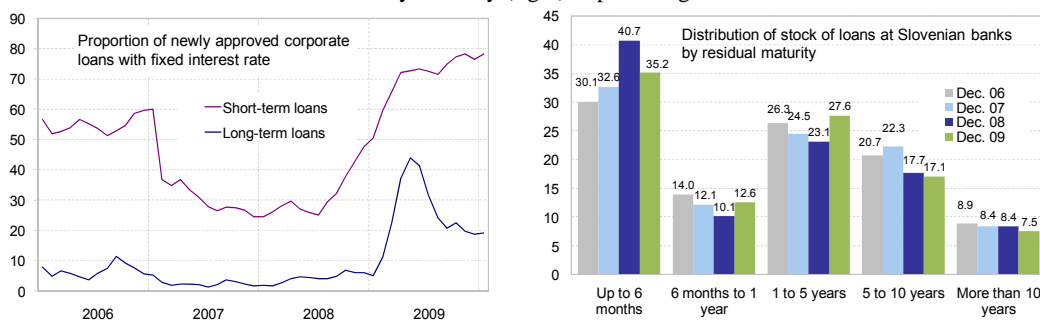 Proportion of newly approved corporate
loans with fixed interest rate
Short-term loans
Long-term loans
90
80
70
60
50
40
30
20
10
0
2006 2007 2008 2009
Distribution of stock of loans at Slovenian banks
by residual maturity
Dec. 06
Dec. 07
Dec. 08
Dec. 09
45
40
35
30
25
20
15
10
5
0
30.1 32.6 40.7 35.2
14.0 12.1 10.1 12.6
26.3 24.5 23.1 27.6
20.7 22.3 17.7 17.1
8.9 8.4 8.4 7.5
Up to 6
months
6 months to 1
year
1 to 5 years
5 to 10 years
More than 10
years